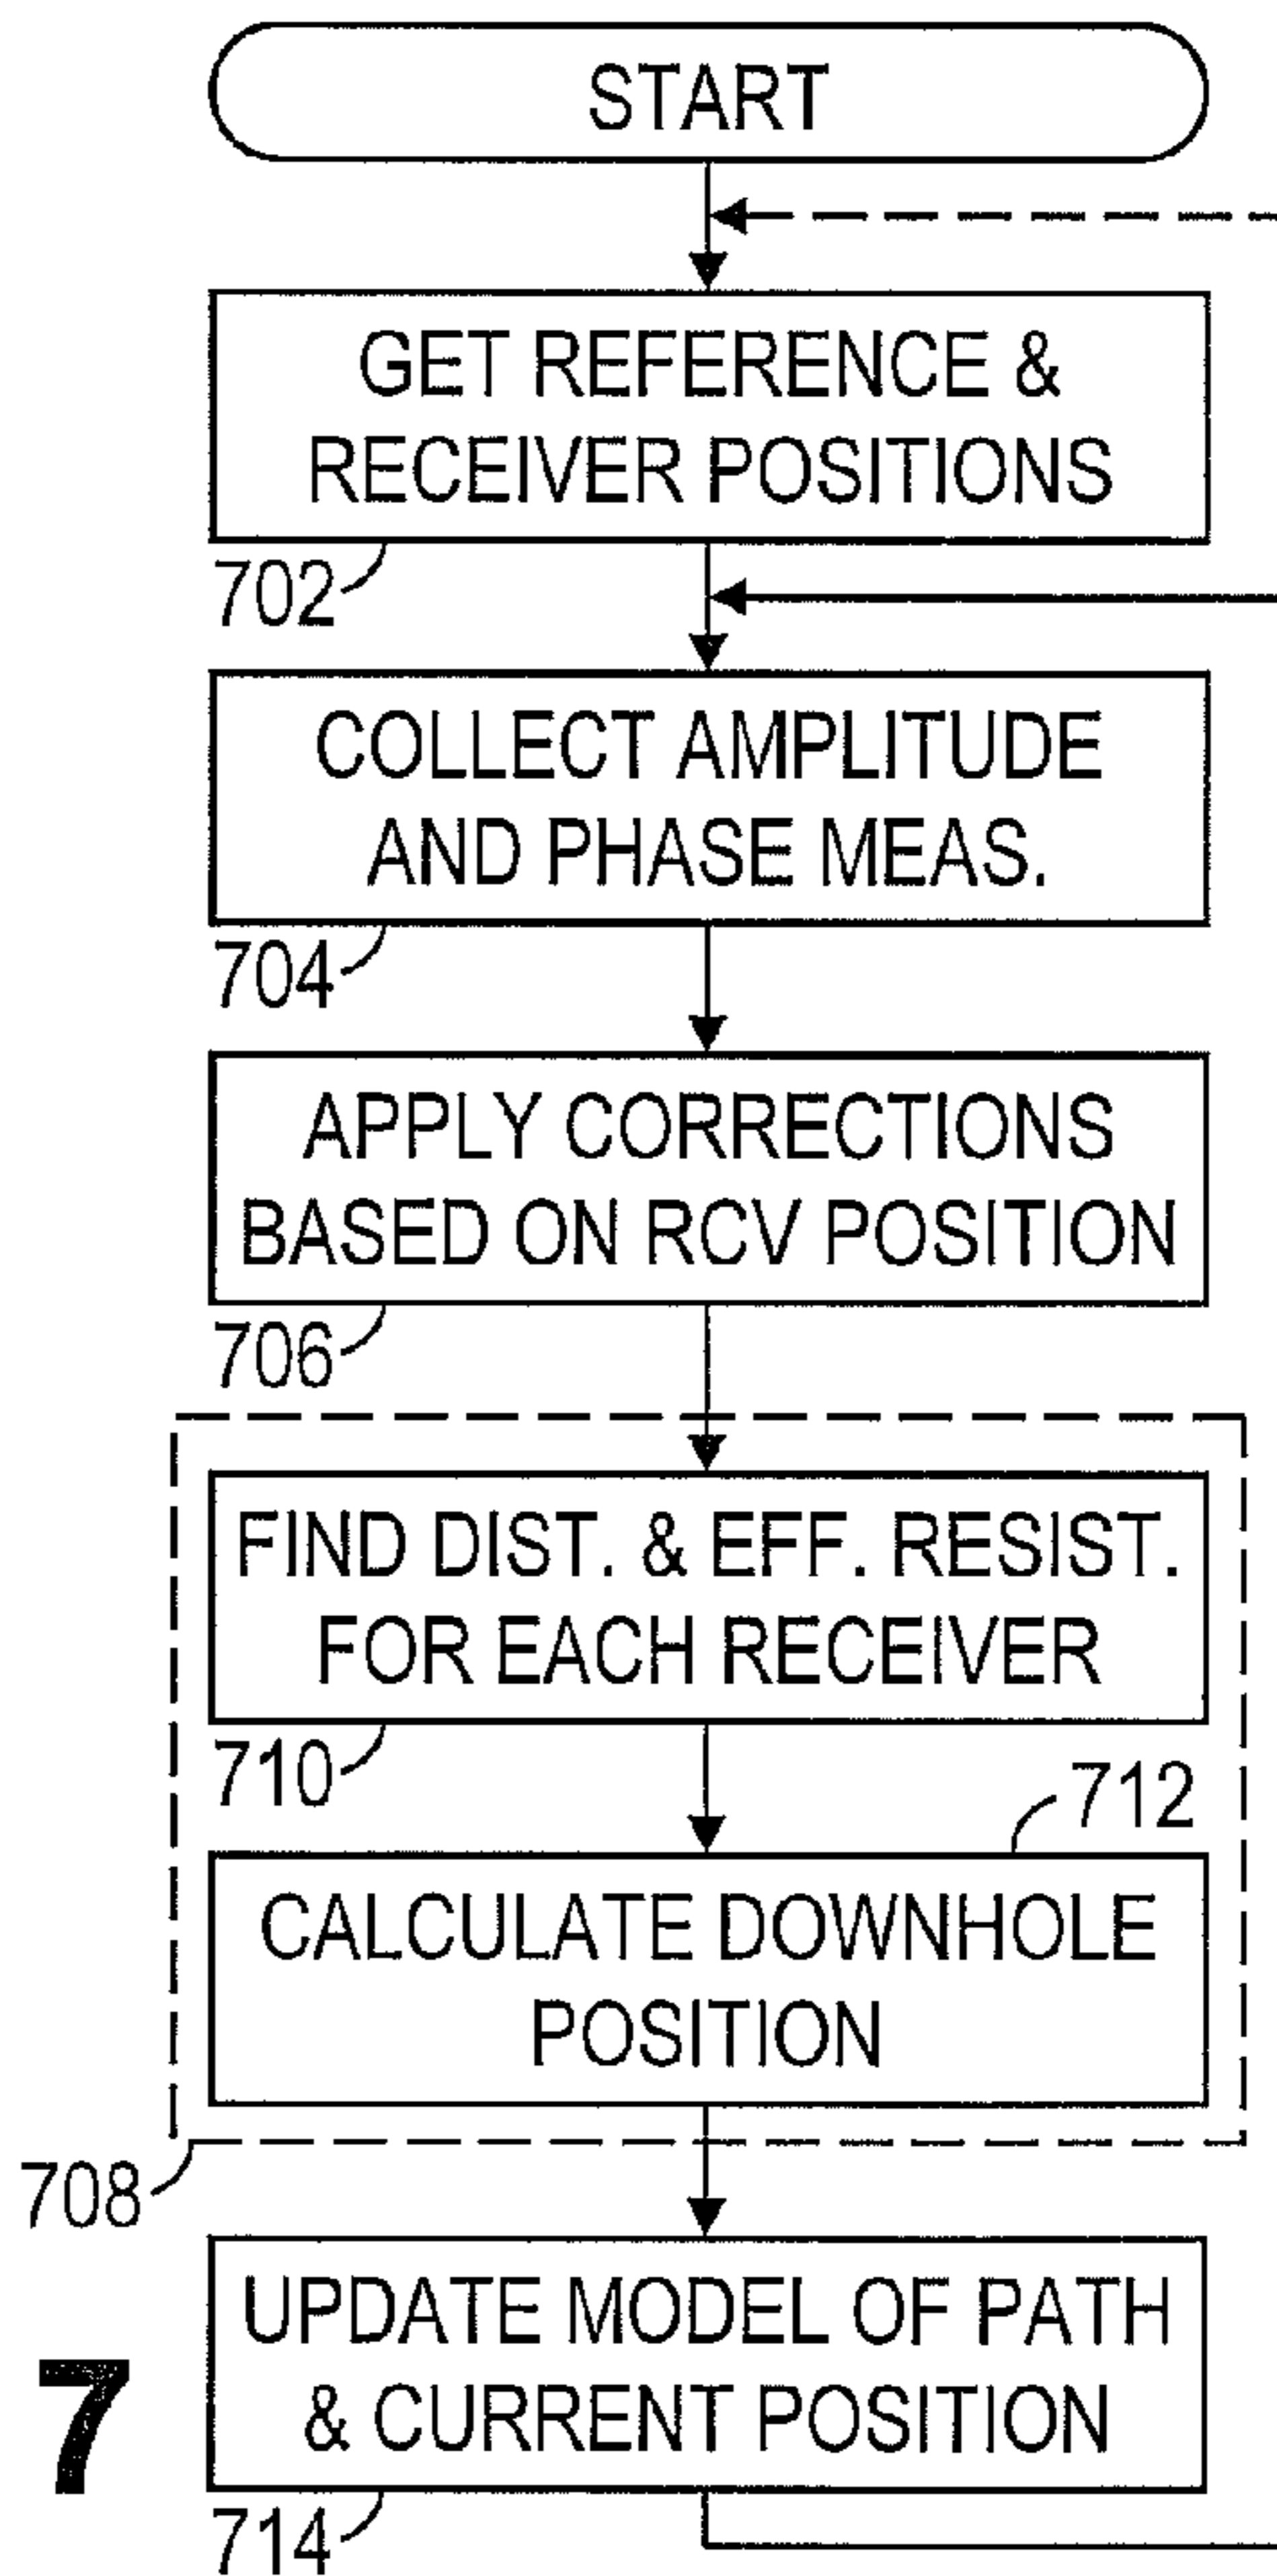 START
GET REFERENCE &
RECEIVER POSITIONS
702
COLLECT AMPLITUDE
AND PHASE MEAS.
704
APPLY CORRECTIONS
BASED ON RCV POSITION
706
FIND DIST. & EFF. RESIST.
FOR EACH RECEIVER
710
712
CALCULATE DOWNHOLE
POSITION
708
UPDATE MODEL OF PATH
& CURRENT POSITION
7
714